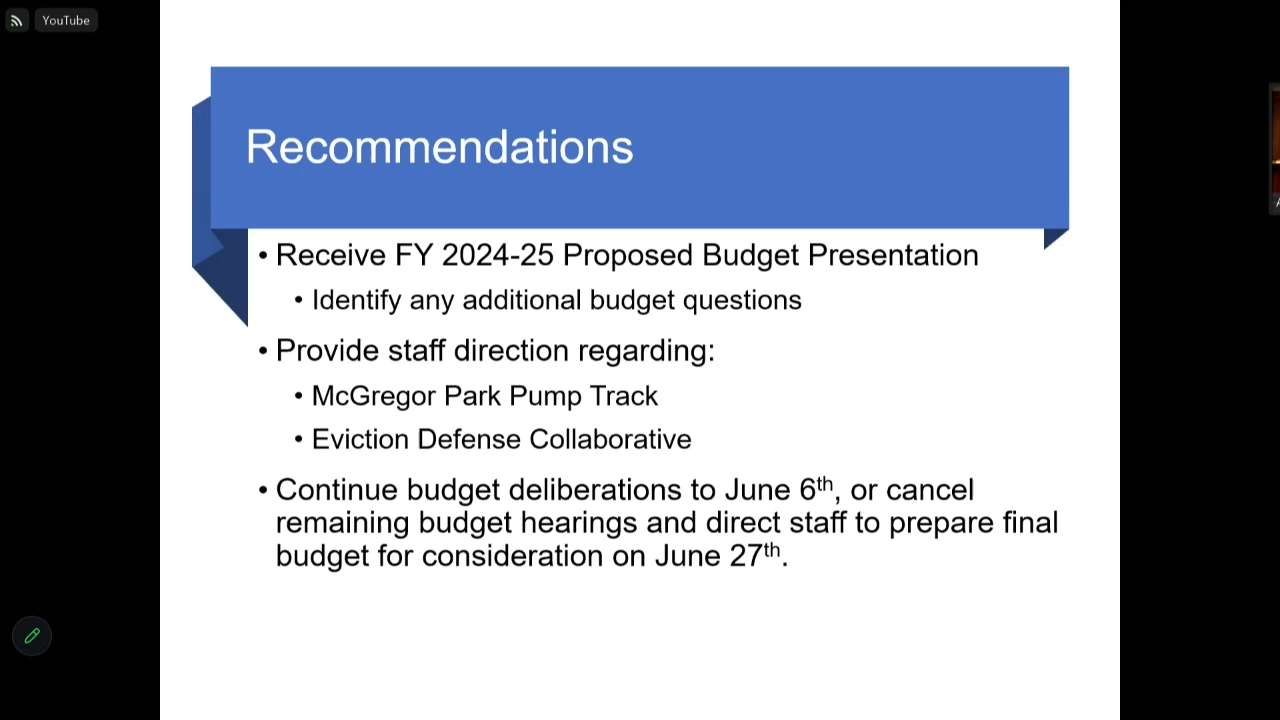 YouTube
Recommendations
• Receive FY 2024-25 Proposed Budget Presentation
• Identify any additional budget questions
• Provide staff direction regarding:
• McGregor Park Pump Track
• Eviction Defense Collaborative
• Continue budget deliberations to June 6th, or cancel
remaining budget hearings and direct staff to prepare final
budget for consideration on June 27th.